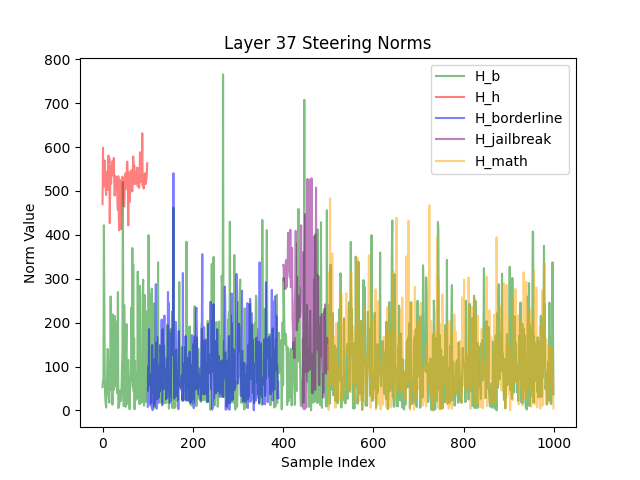 Layer 37 Steering Norms
H_b
H_h
H_borderline
H_jailbreak
H_math
Norm Value
800
700
600
500
400
300
200
100
0
0 200 400 600 800 1000
Sample Index